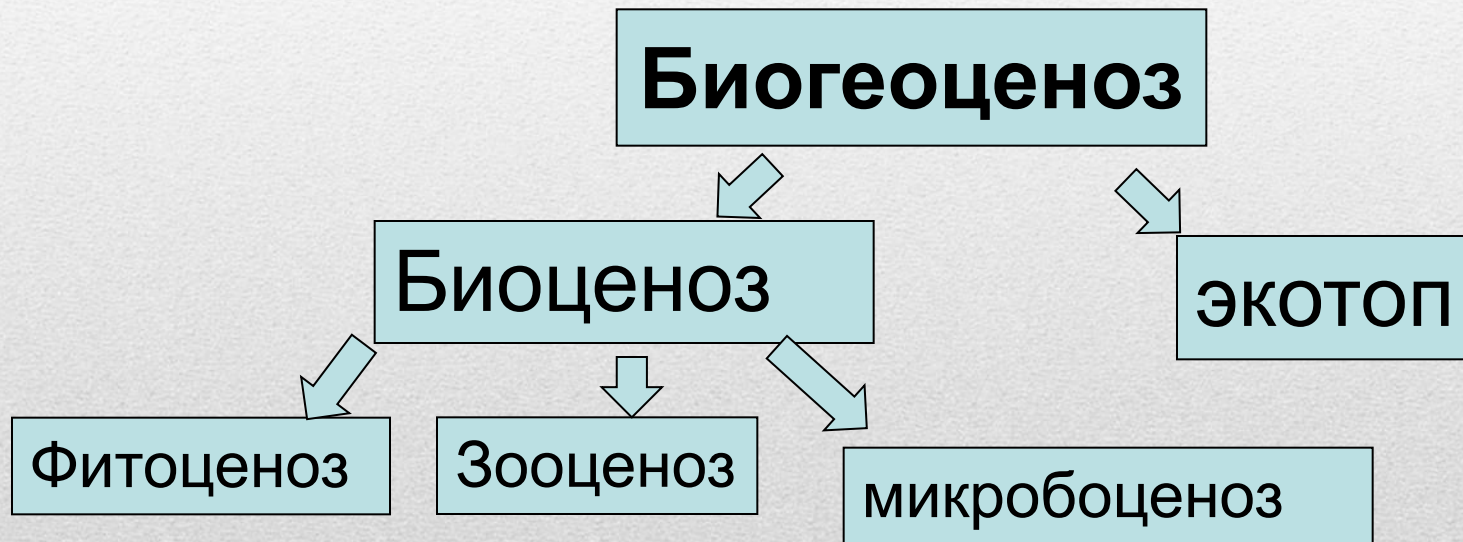 Биогеоценоз
Биоценоз
экотоп
Фитоценоз
Зооценоз
микробоценоз